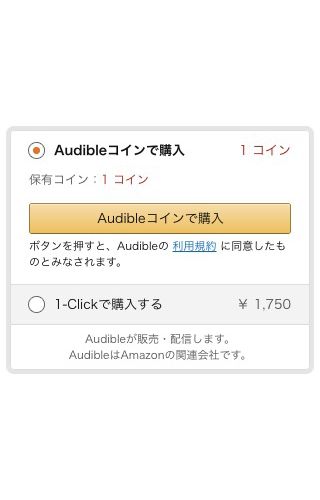 Audibleコインで購入 1 コイン
保有コイン：1 コイン
Audibleコインで購入
ボタンを押すと、Audibleの 利用規約 に同意したも
のとみなされます。
1-Clickで購入する ¥ 1,750
Audibleが販売・配信します。
AudibleはAmazonの関連会社です。